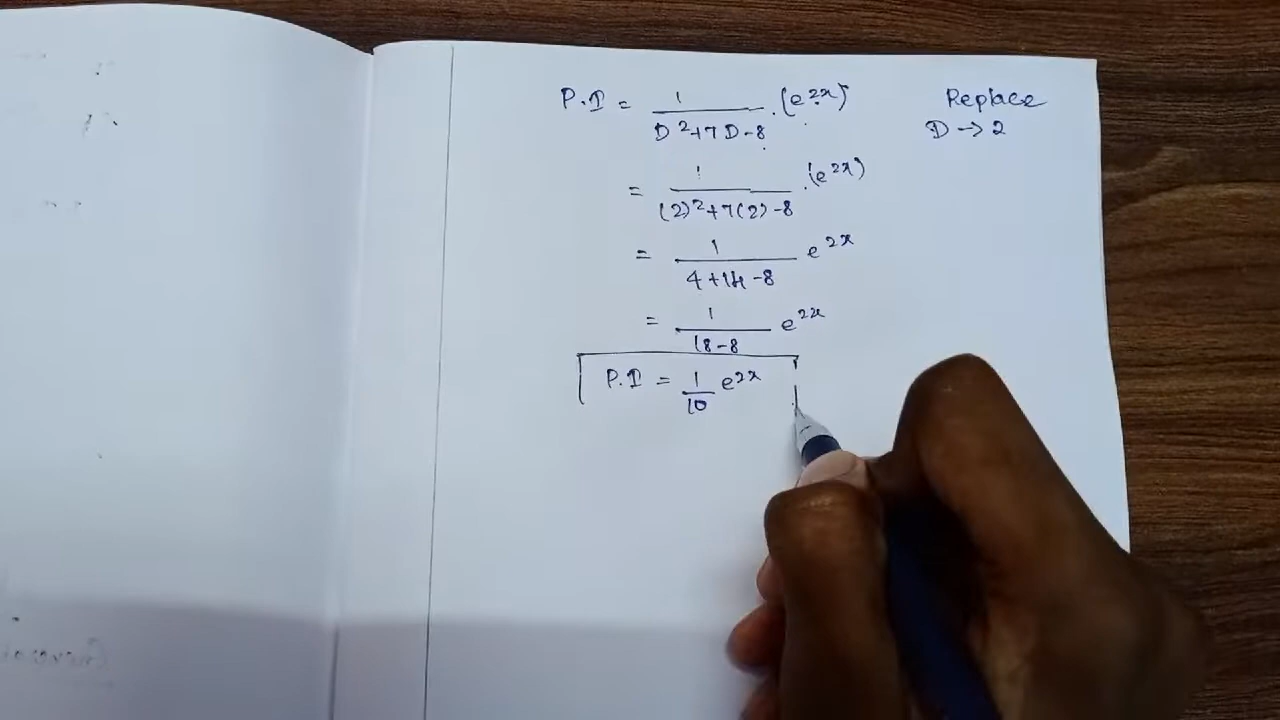 P.I = 1/(D²+7D-8) . (e^2x) Replace
D → 2
= 1/((2)²+7(2)-8) . (e^2x)
= 1/(4+14-8) e^2x
= 1/(18-8) e^2x
P.I = 1/10 e^2x